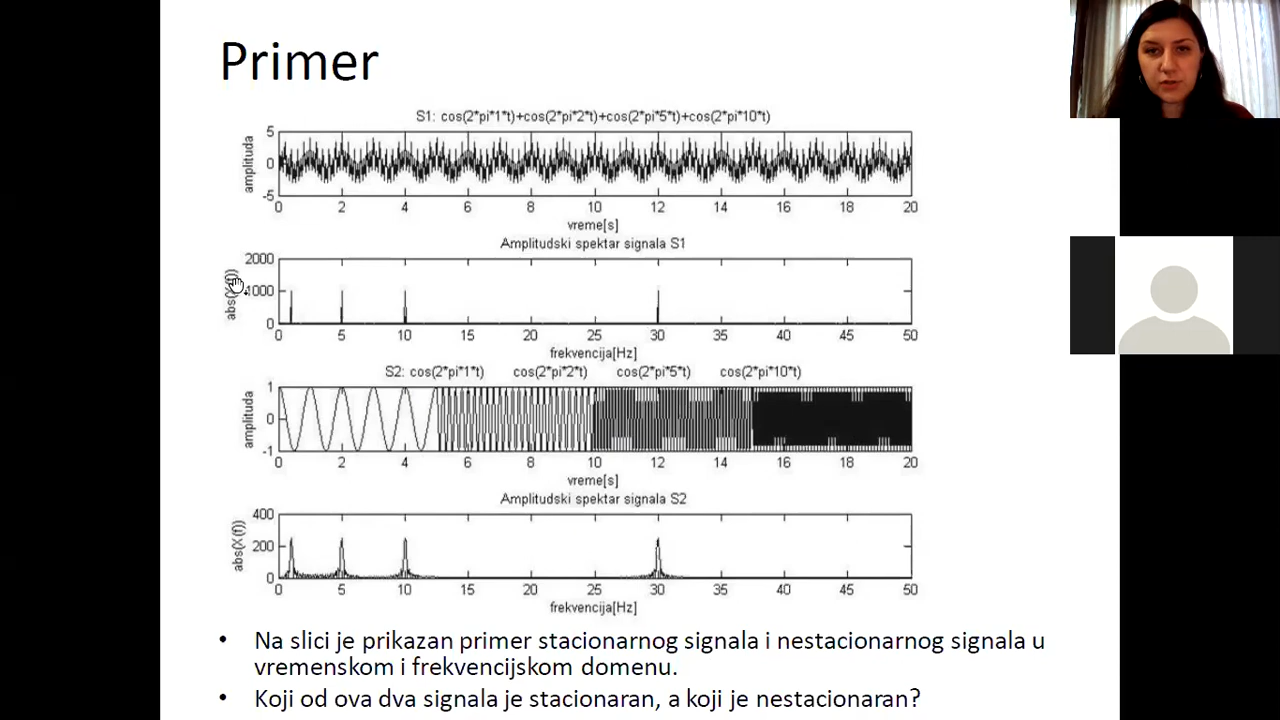 Primer
S1: cos(2*pi*1*t)+cos(2*pi*2*t)+cos(2*pi*5*t)+cos(2*pi*10*t)
amplituda
5
0
-5
0 2 4 6 8 10 12 14 16 18 20
vreme[s]
Amplitudski spektar signala S1
abs(X(f))
2000
1000
0
0 5 10 15 20 25 30 35 40 45 50
frekvencija[Hz]
S2: cos(2*pi*1*t) cos(2*pi*2*t) cos(2*pi*5*t) cos(2*pi*10*t)
amplituda
1
0
-1
0 2 4 6 8 10 12 14 16 18 20
vreme[s]
Amplitudski spektar signala S2
abs(X(f))
400
200
0
0 5 10 15 20 25 30 35 40 45 50
frekvencija[Hz]
• Na slici je prikazan primer stacionarnog signala i nestacionarnog signala u
vremenskom i frekvencijskom domenu.
• Koji od ova dva signala je stacionaran, a koji je nestacionaran?